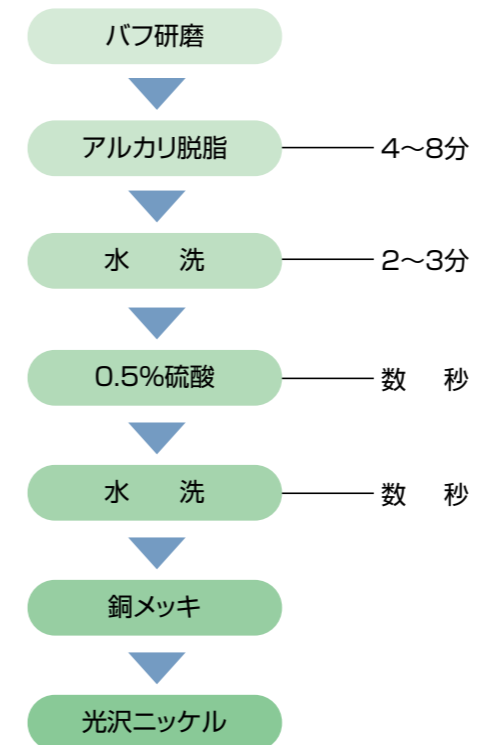 バフ研磨
アルカリ脱脂 4〜8分
水　洗 2〜3分
0.5%硫酸 数　秒
水　洗 数　秒
銅メッキ
光沢ニッケル